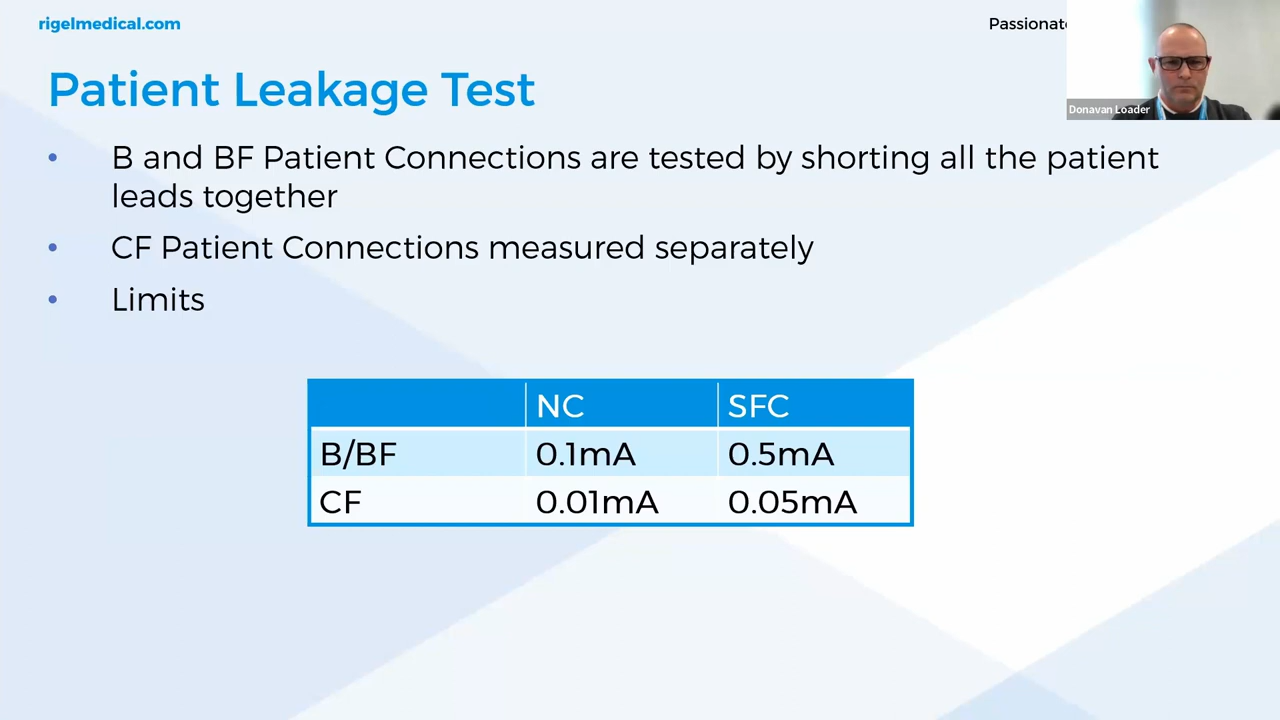 rigelmedical.com
Passionate
Donavan Loader
Patient Leakage Test
• B and BF Patient Connections are tested by shorting all the patient
leads together
• CF Patient Connections measured separately
• Limits
NC SFC
B/BF 0.1mA 0.5mA
CF 0.01mA 0.05mA